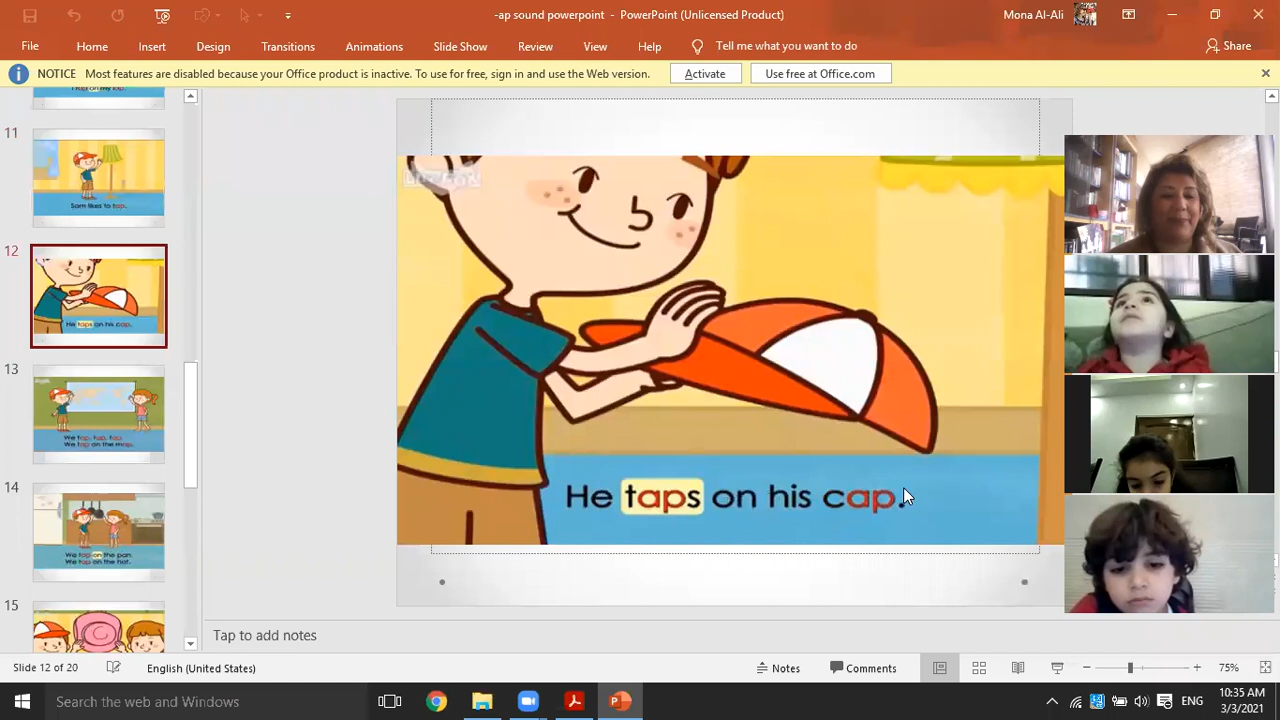 -ap sound powerpoint - PowerPoint (Unlicensed Product)
Mona Al-Ali
File Home Insert Design Transitions Animations Slide Show Review View Help Tell me what you want to do Share
NOTICE Most features are disabled because your Office product is inactive. To use for free, sign in and use the Web version. Activate Use free at Office.com
11
Sam likes to tap.
12
He taps on his cap.
13
We tap, tap, tap.
We tap on the map.
14
We tap on the pan.
We tap on the hat.
15
He taps on his cap.
Tap to add notes
Slide 12 of 20 English (United States) Notes Comments 75%
Search the web and Windows
ENG
10:35 AM
3/3/2021